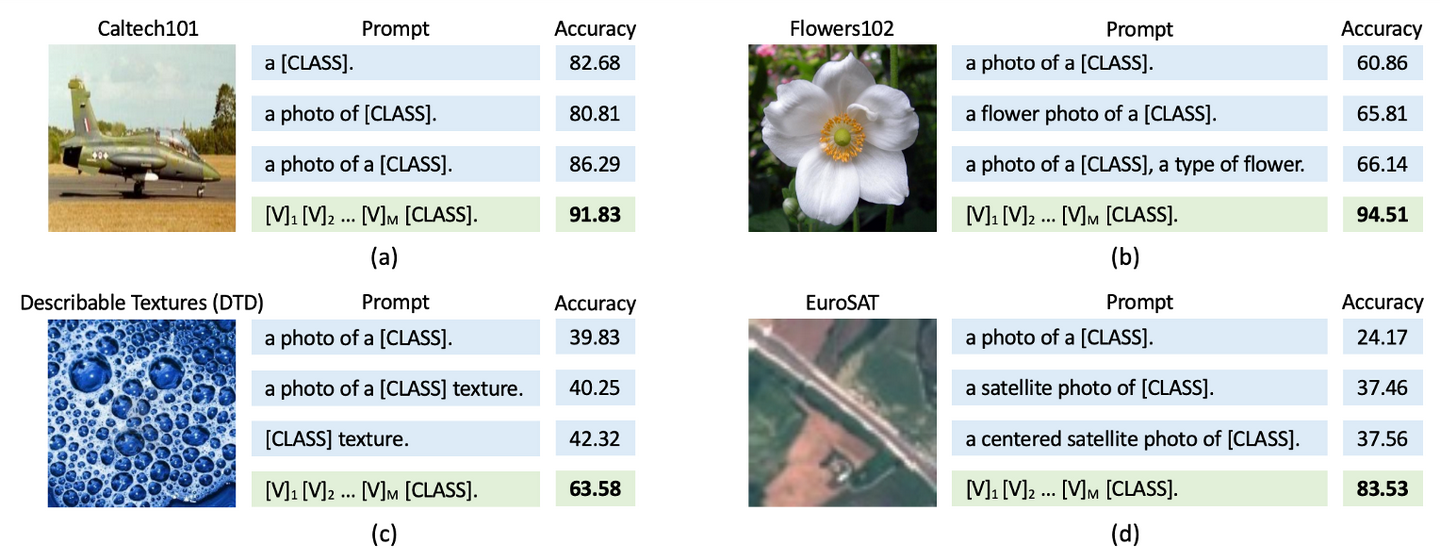 Caltech101 Prompt Accuracy
a [CLASS]. 82.68
a photo of [CLASS]. 80.81
a photo of a [CLASS]. 86.29
[V]₁ [V]₂ ... [V]ₘ [CLASS]. 91.83
(a)
Flowers102 Prompt Accuracy
a photo of a [CLASS]. 60.86
a flower photo of a [CLASS]. 65.81
a photo of a [CLASS], a type of flower. 66.14
[V]₁ [V]₂ ... [V]ₘ [CLASS]. 94.51
(b)
Describable Textures (DTD) Prompt Accuracy
a photo of a [CLASS]. 39.83
a photo of a [CLASS] texture. 40.25
[CLASS] texture. 42.32
[V]₁ [V]₂ ... [V]ₘ [CLASS]. 63.58
(c)
EuroSAT Prompt Accuracy
a photo of a [CLASS]. 24.17
a satellite photo of [CLASS]. 37.46
a centered satellite photo of [CLASS]. 37.56
[V]₁ [V]₂ ... [V]ₘ [CLASS]. 83.53
(d)